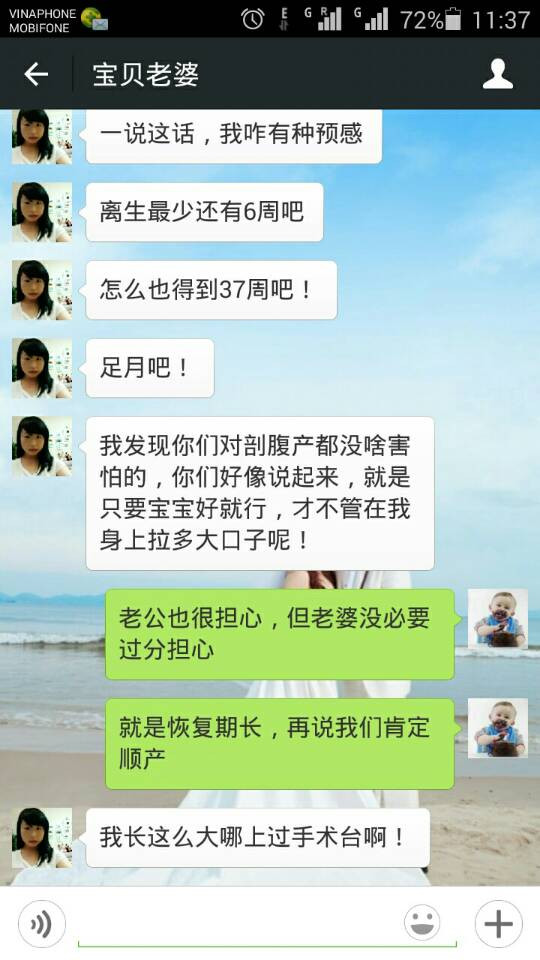 VINAPHONE
MOBIFONE
E
G R
G
72%
11:37
宝贝老婆
一说这话，我咋有种预感
离生最少还有6周吧
怎么也得到37周吧！
足月吧！
我发现你们对剖腹产都没啥害
怕的，你们好像说起来，就是
只要宝宝好就行，才不管在我
身上拉多大口子呢！
老公也很担心，但老婆没必要
过分担心
就是恢复期长，再说我们肯定
顺产
我长这么大哪上过手术台啊！